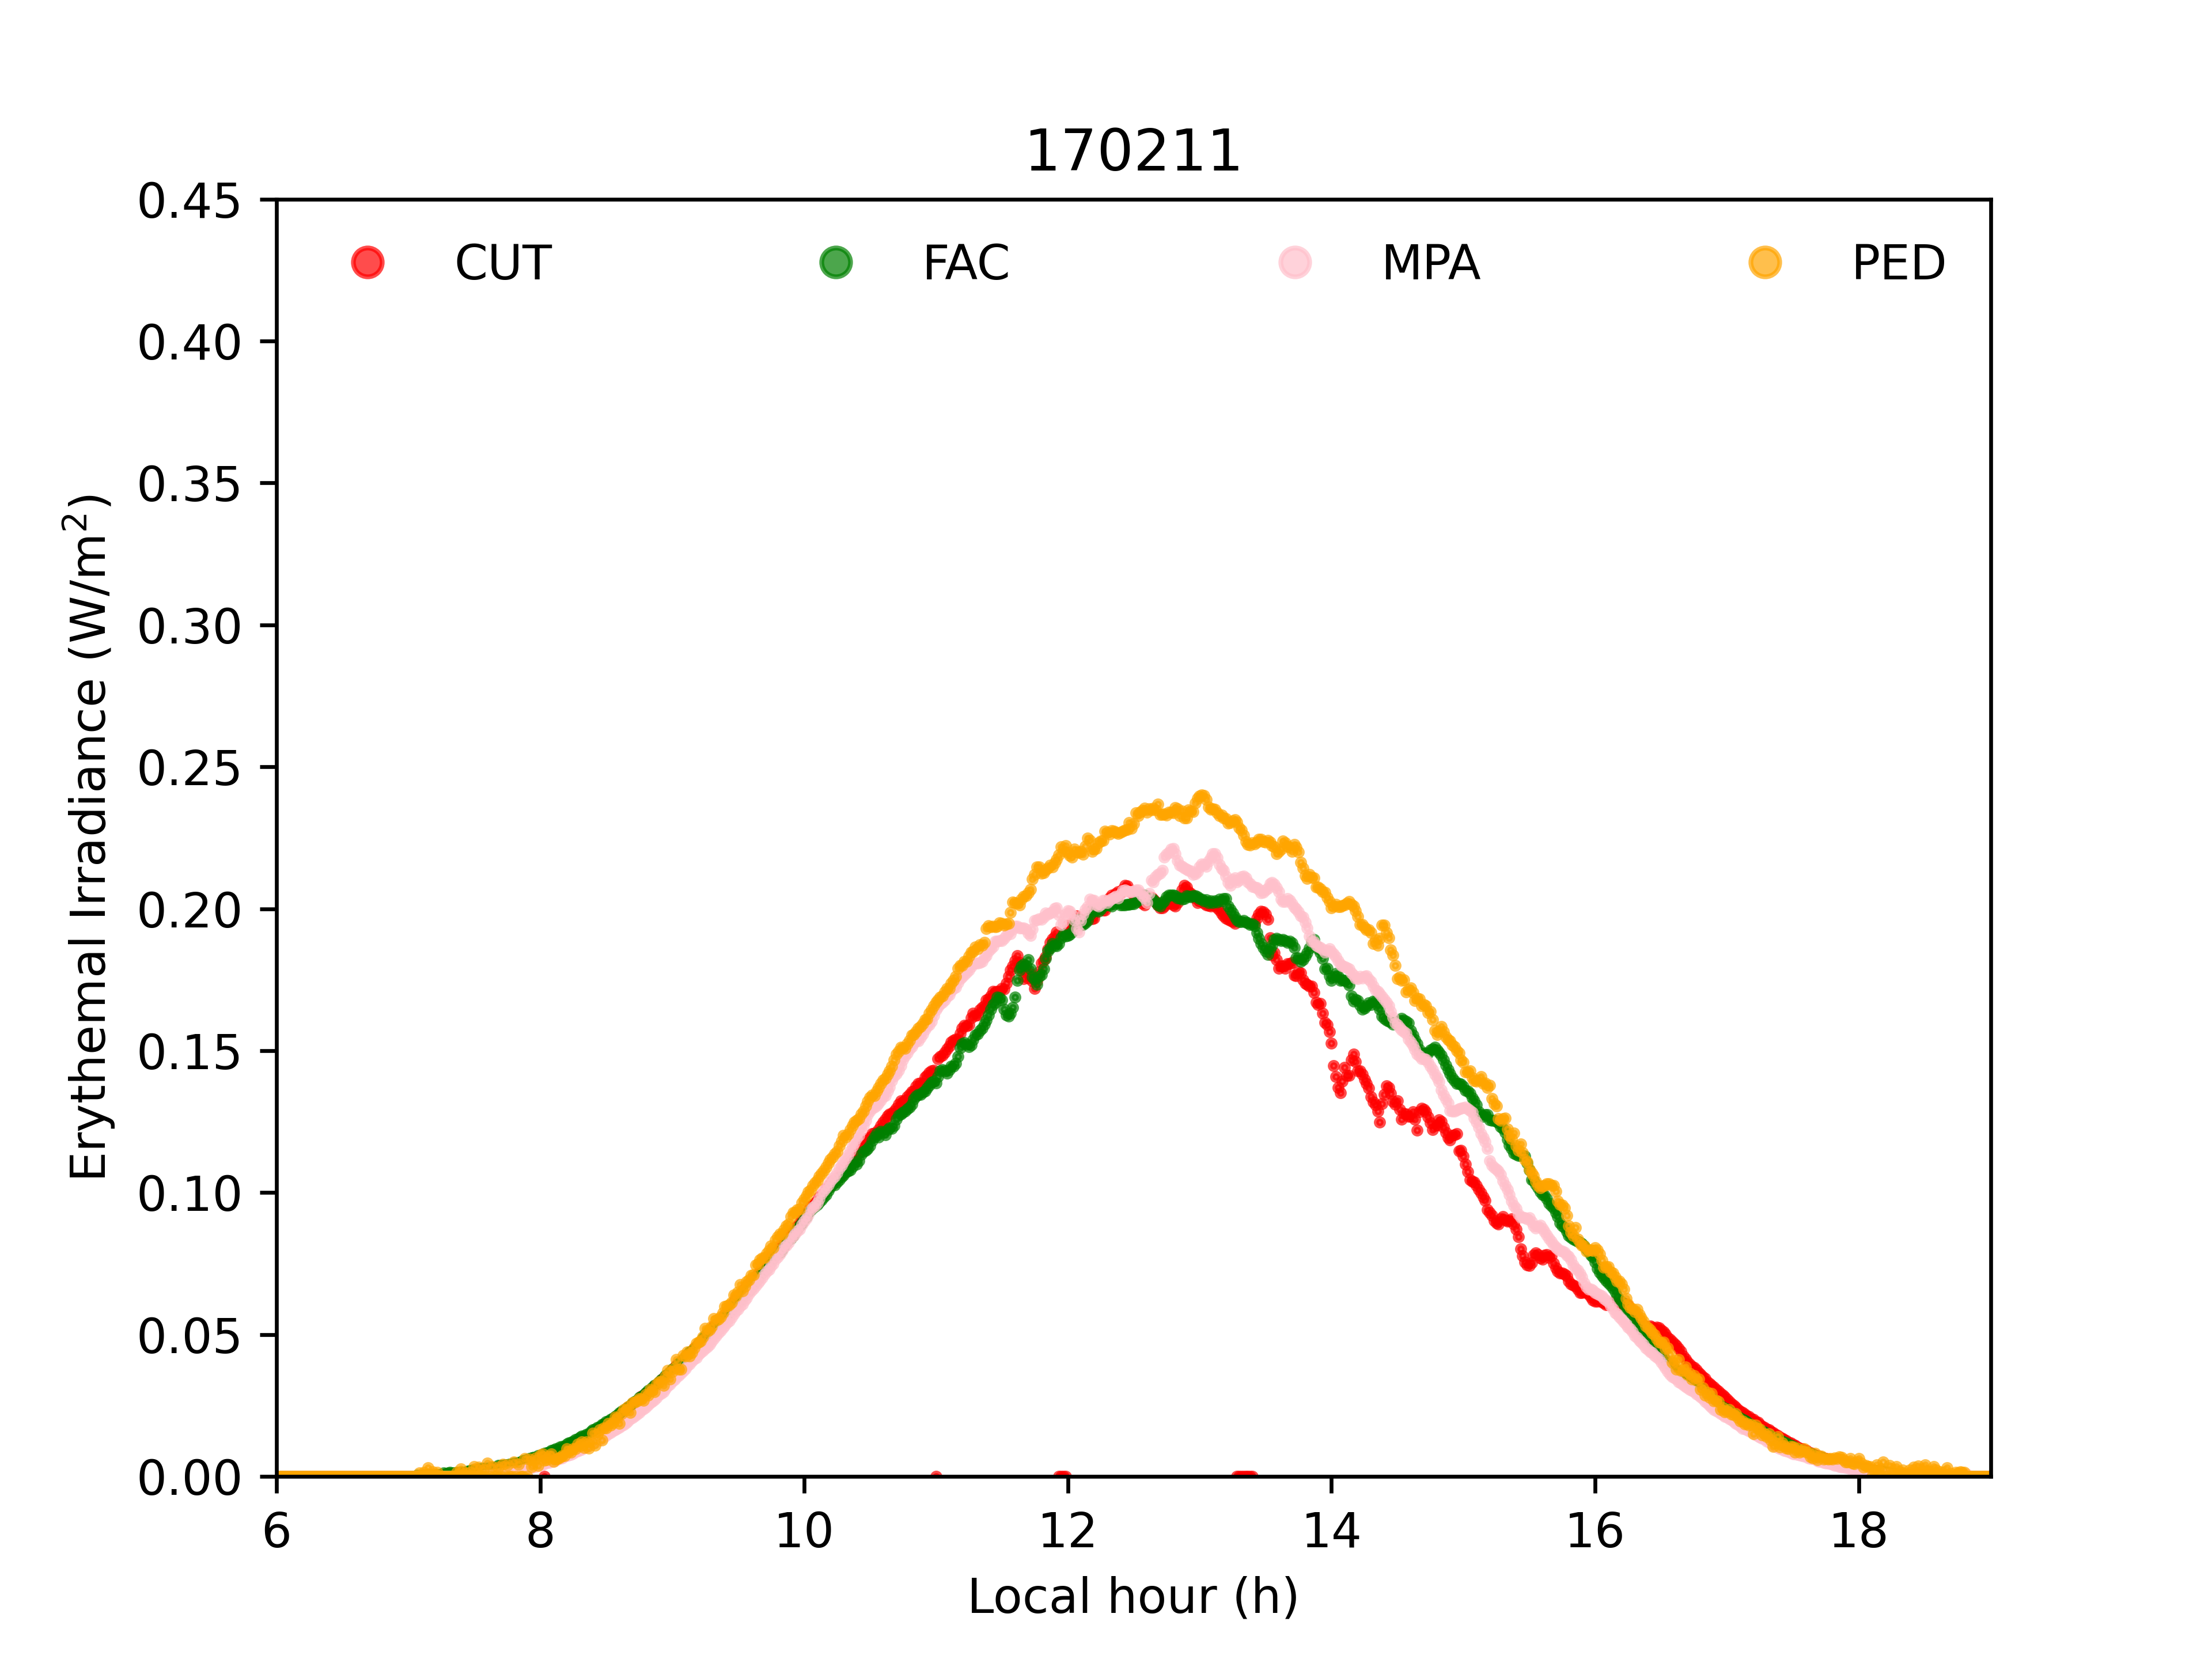 170211
CUT FAC MPA PED
0.45
0.40
0.35
0.30
0.25
0.20
0.15
0.10
0.05
0.00
Erythemal Irradiance (W/m²)
6 8 10 12 14 16 18
Local hour (h)